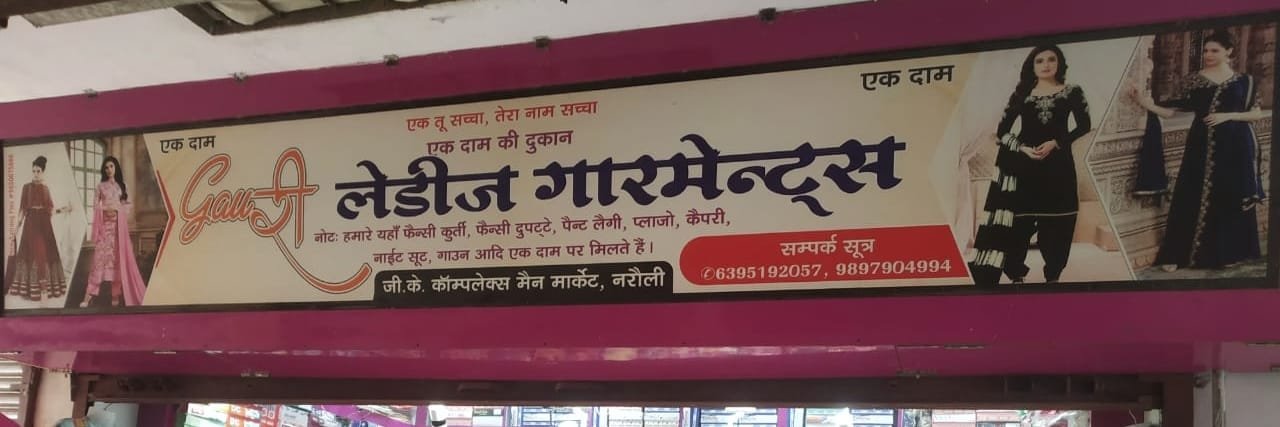 एक तू सच्चा, तेरा नाम सच्चा
एक दाम
एक दाम की दुकान
एक दाम
Gauरी लेडीज गारमेन्ट्स
नोटः हमारे यहाँ फैन्सी कुर्ती, फैन्सी दुपट्टे, पैन्ट लैगी, प्लाजो, कैपरी,
नाईट सूट, गाउन आदि एक दाम पर मिलते हैं।
सम्पर्क सूत्र
6395192057, 9897904994
जी.के. कॉम्पलेक्स मैन मार्केट, नरौली